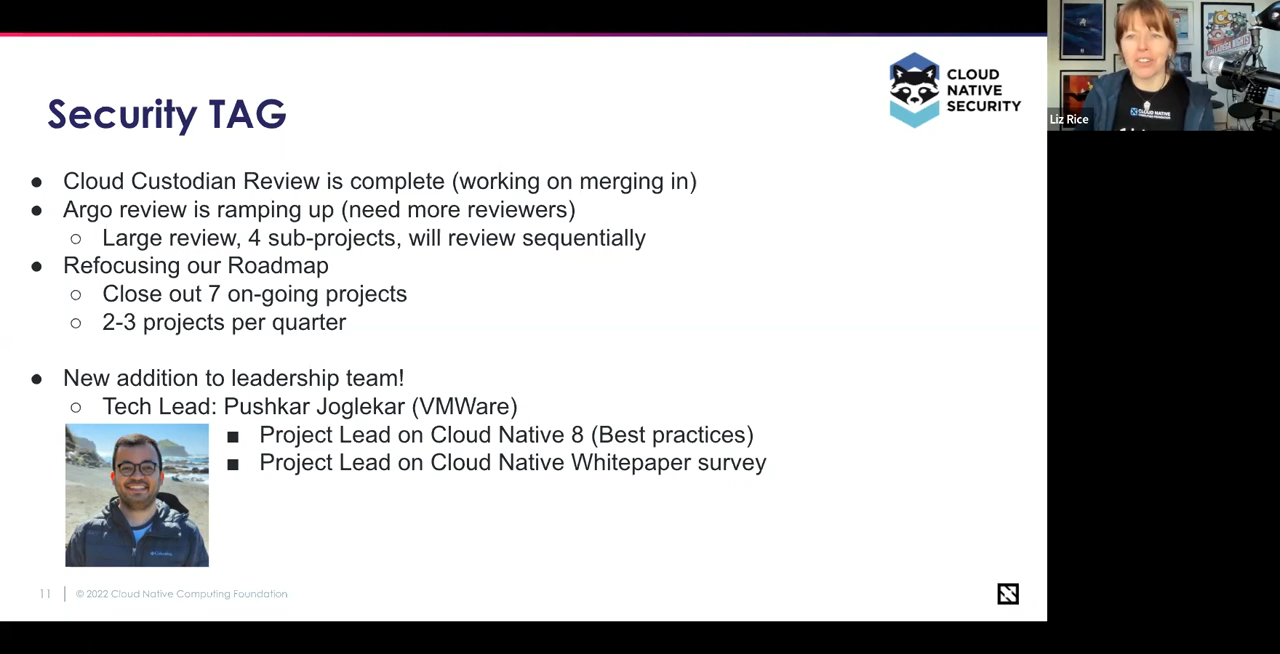 Security TAG
CLOUD
NATIVE
SECURITY
Liz Rice
CLOUD NATIVE
● Cloud Custodian Review is complete (working on merging in)
● Argo review is ramping up (need more reviewers)
○ Large review, 4 sub-projects, will review sequentially
● Refocusing our Roadmap
○ Close out 7 on-going projects
○ 2-3 projects per quarter
● New addition to leadership team!
○ Tech Lead: Pushkar Joglekar (VMWare)
■ Project Lead on Cloud Native 8 (Best practices)
■ Project Lead on Cloud Native Whitepaper survey
Columbia
11 | © 2022 Cloud Native Computing Foundation